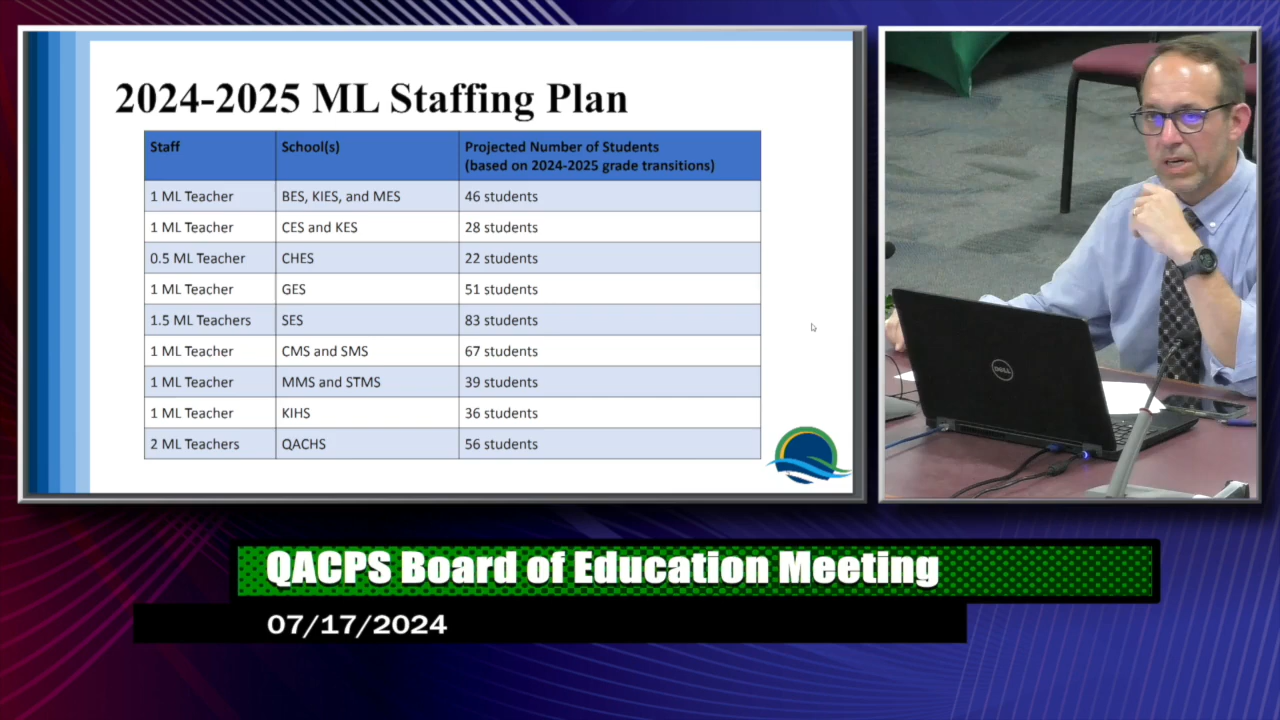 2024-2025 ML Staffing Plan
Staff School(s) Projected Number of Students
(based on 2024-2025 grade transitions)
1 ML Teacher BES, KIES, and MES 46 students
1 ML Teacher CES and KES 28 students
0.5 ML Teacher CHES 22 students
1 ML Teacher GES 51 students
1.5 ML Teachers SES 83 students
1 ML Teacher CMS and SMS 67 students
1 ML Teacher MMS and STMS 39 students
1 ML Teacher KIHS 36 students
2 ML Teachers QACHS 56 students
DELL
QACPS Board of Education Meeting
07/17/2024